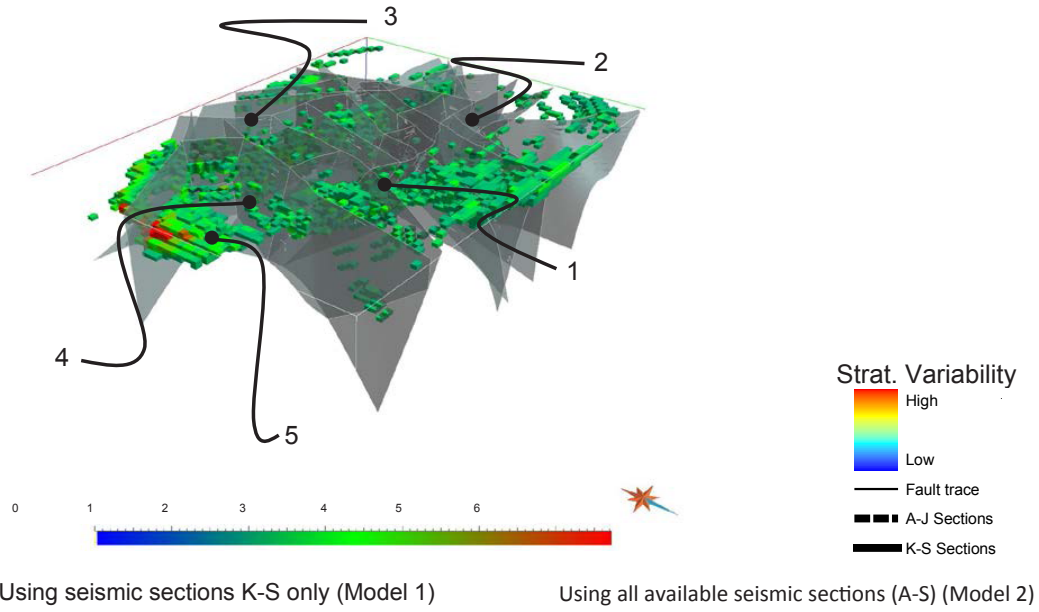 3
2
1
4
5
Strat. Variability
High
Low
Fault trace
A-J Sections
K-S Sections
0 1 2 3 4 5 6
Using seismic sections K-S only (Model 1)
Using all available seismic sections (A-S) (Model 2)